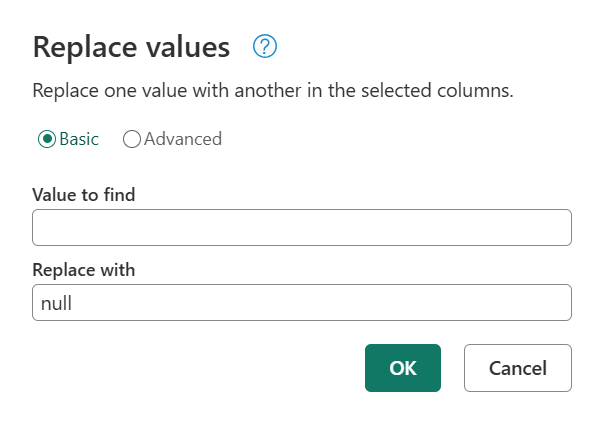 Replace values
Replace one value with another in the selected columns.
Basic Advanced
Value to find
Replace with
null
OK Cancel